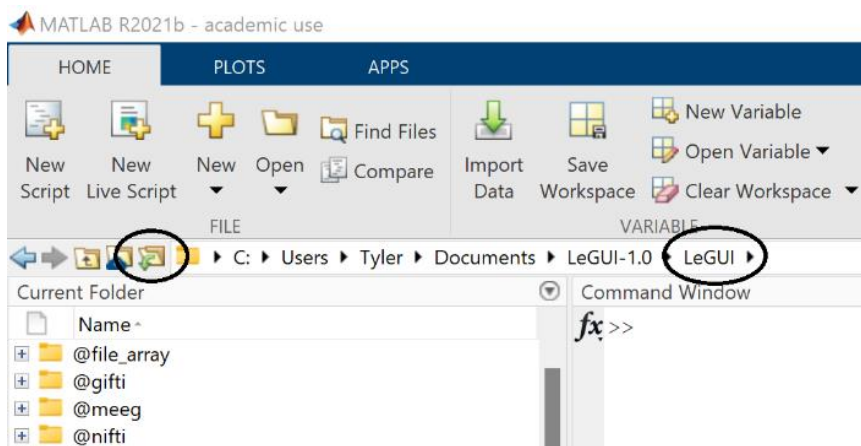 MATLAB R2021b - academic use
HOME PLOTS APPS
New Script
New Live Script
New
Open
Find Files
Compare
Import Data
Save Workspace
New Variable
Open Variable
Clear Workspace
FILE VARIABLE
C: Users Tyler Documents LeGUI-1.0 LeGUI
Current Folder
Command Window
Name
fx >>
@file_array
@gifti
@meeg
@nifti